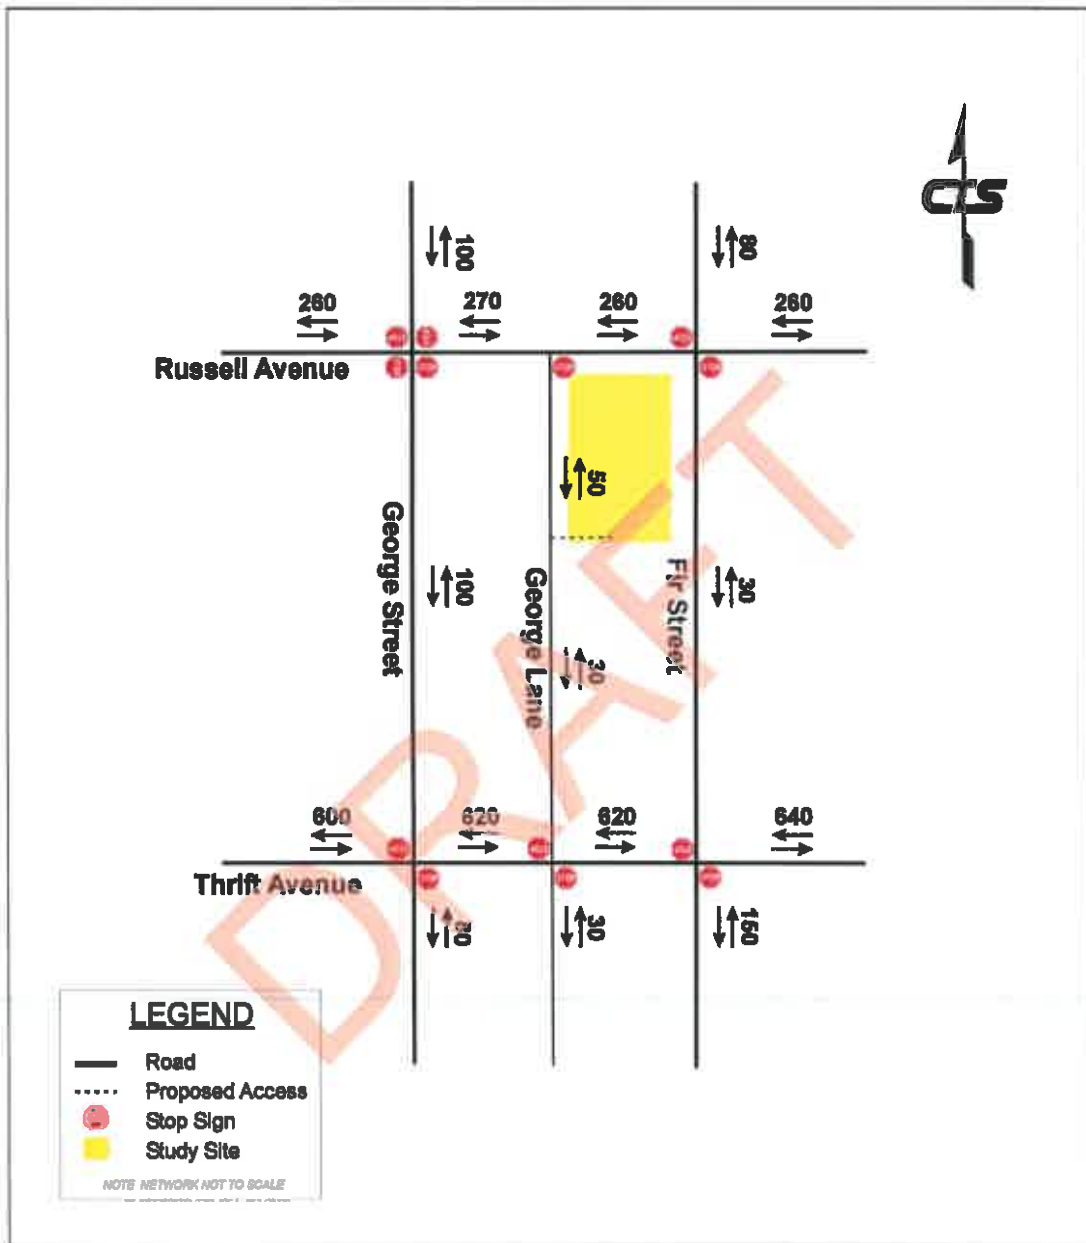 CTS
100
80
260
270
260
260
Russell Avenue
50
George Street
100
George Lane
Fir Street
30
30
600
620
620
640
Thrift Avenue
30
150
DRAFT
LEGEND
Road
Proposed Access
Stop Sign
Study Site
NOTE NETWORK NOT TO SCALE